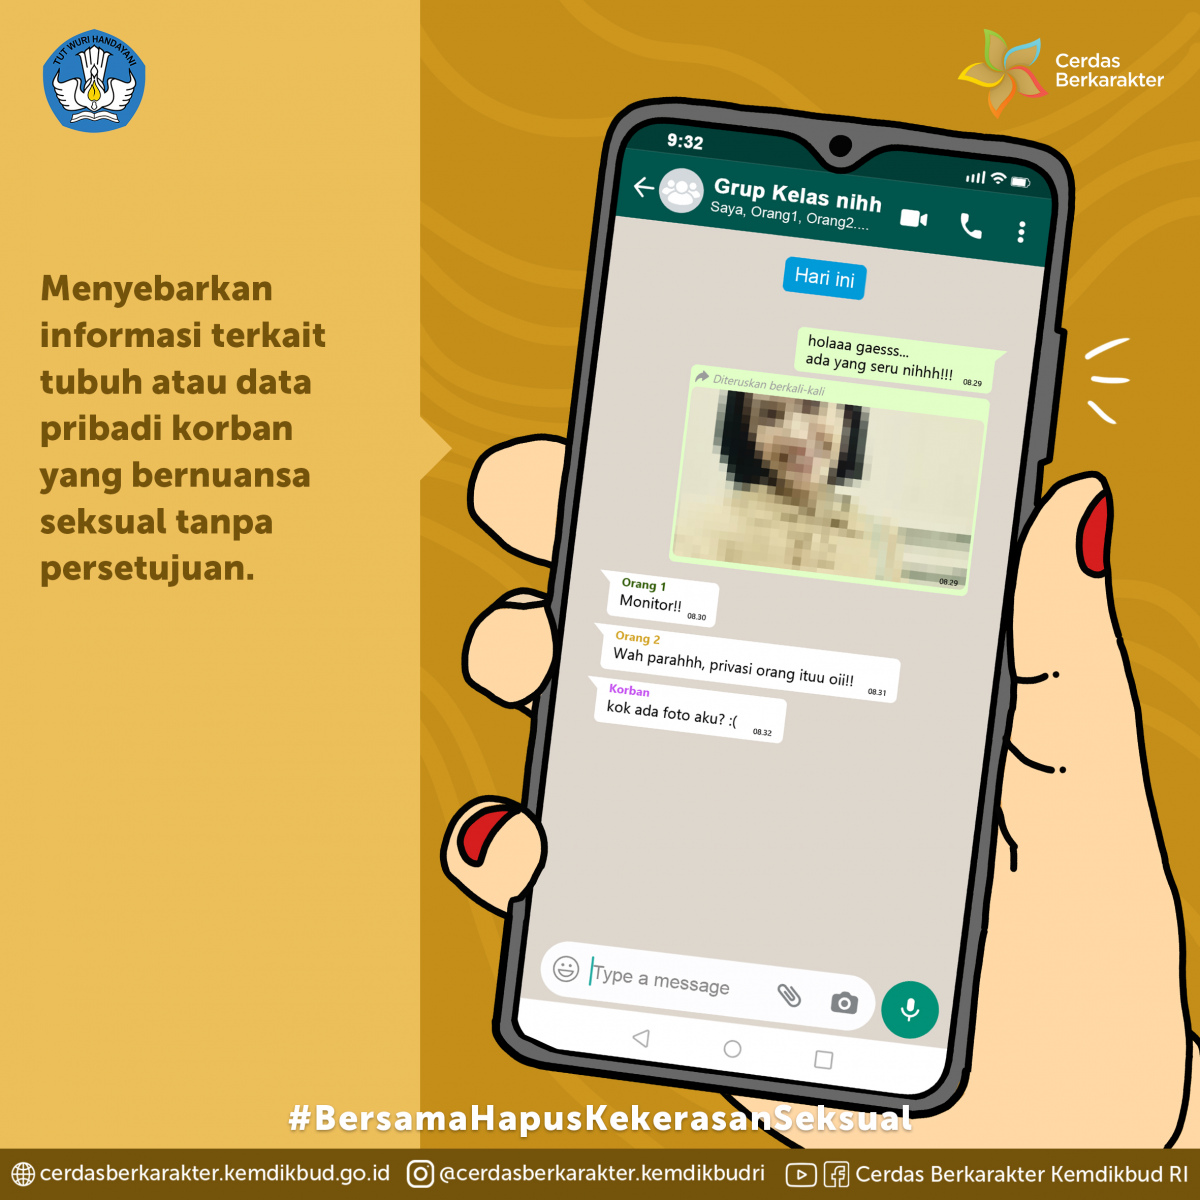 TUT WURI HANDAYANI
Cerdas
Berkarakter
Menyebarkan
informasi terkait
tubuh atau data
pribadi korban
yang bernuansa
seksual tanpa
persetujuan.
9:32
Grup Kelas nihh
Saya, Orang1, Orang2....
Hari ini
holaaa gaesss...
ada yang seru nihhh!!! 08.29
Diteruskan berkali-kali
08.29
Orang 1
Monitor!! 08.30
Orang 2
Wah parahhh, privasi orang ituu oii!! 08.31
Korban
kok ada foto aku? :( 08.32
Type a message
#BersamaHapusKekerasanSeksual
cerdasberkarakter.kemdikbud.go.id @cerdasberkarakter.kemdikbudri Cerdas Berkarakter Kemdikbud RI